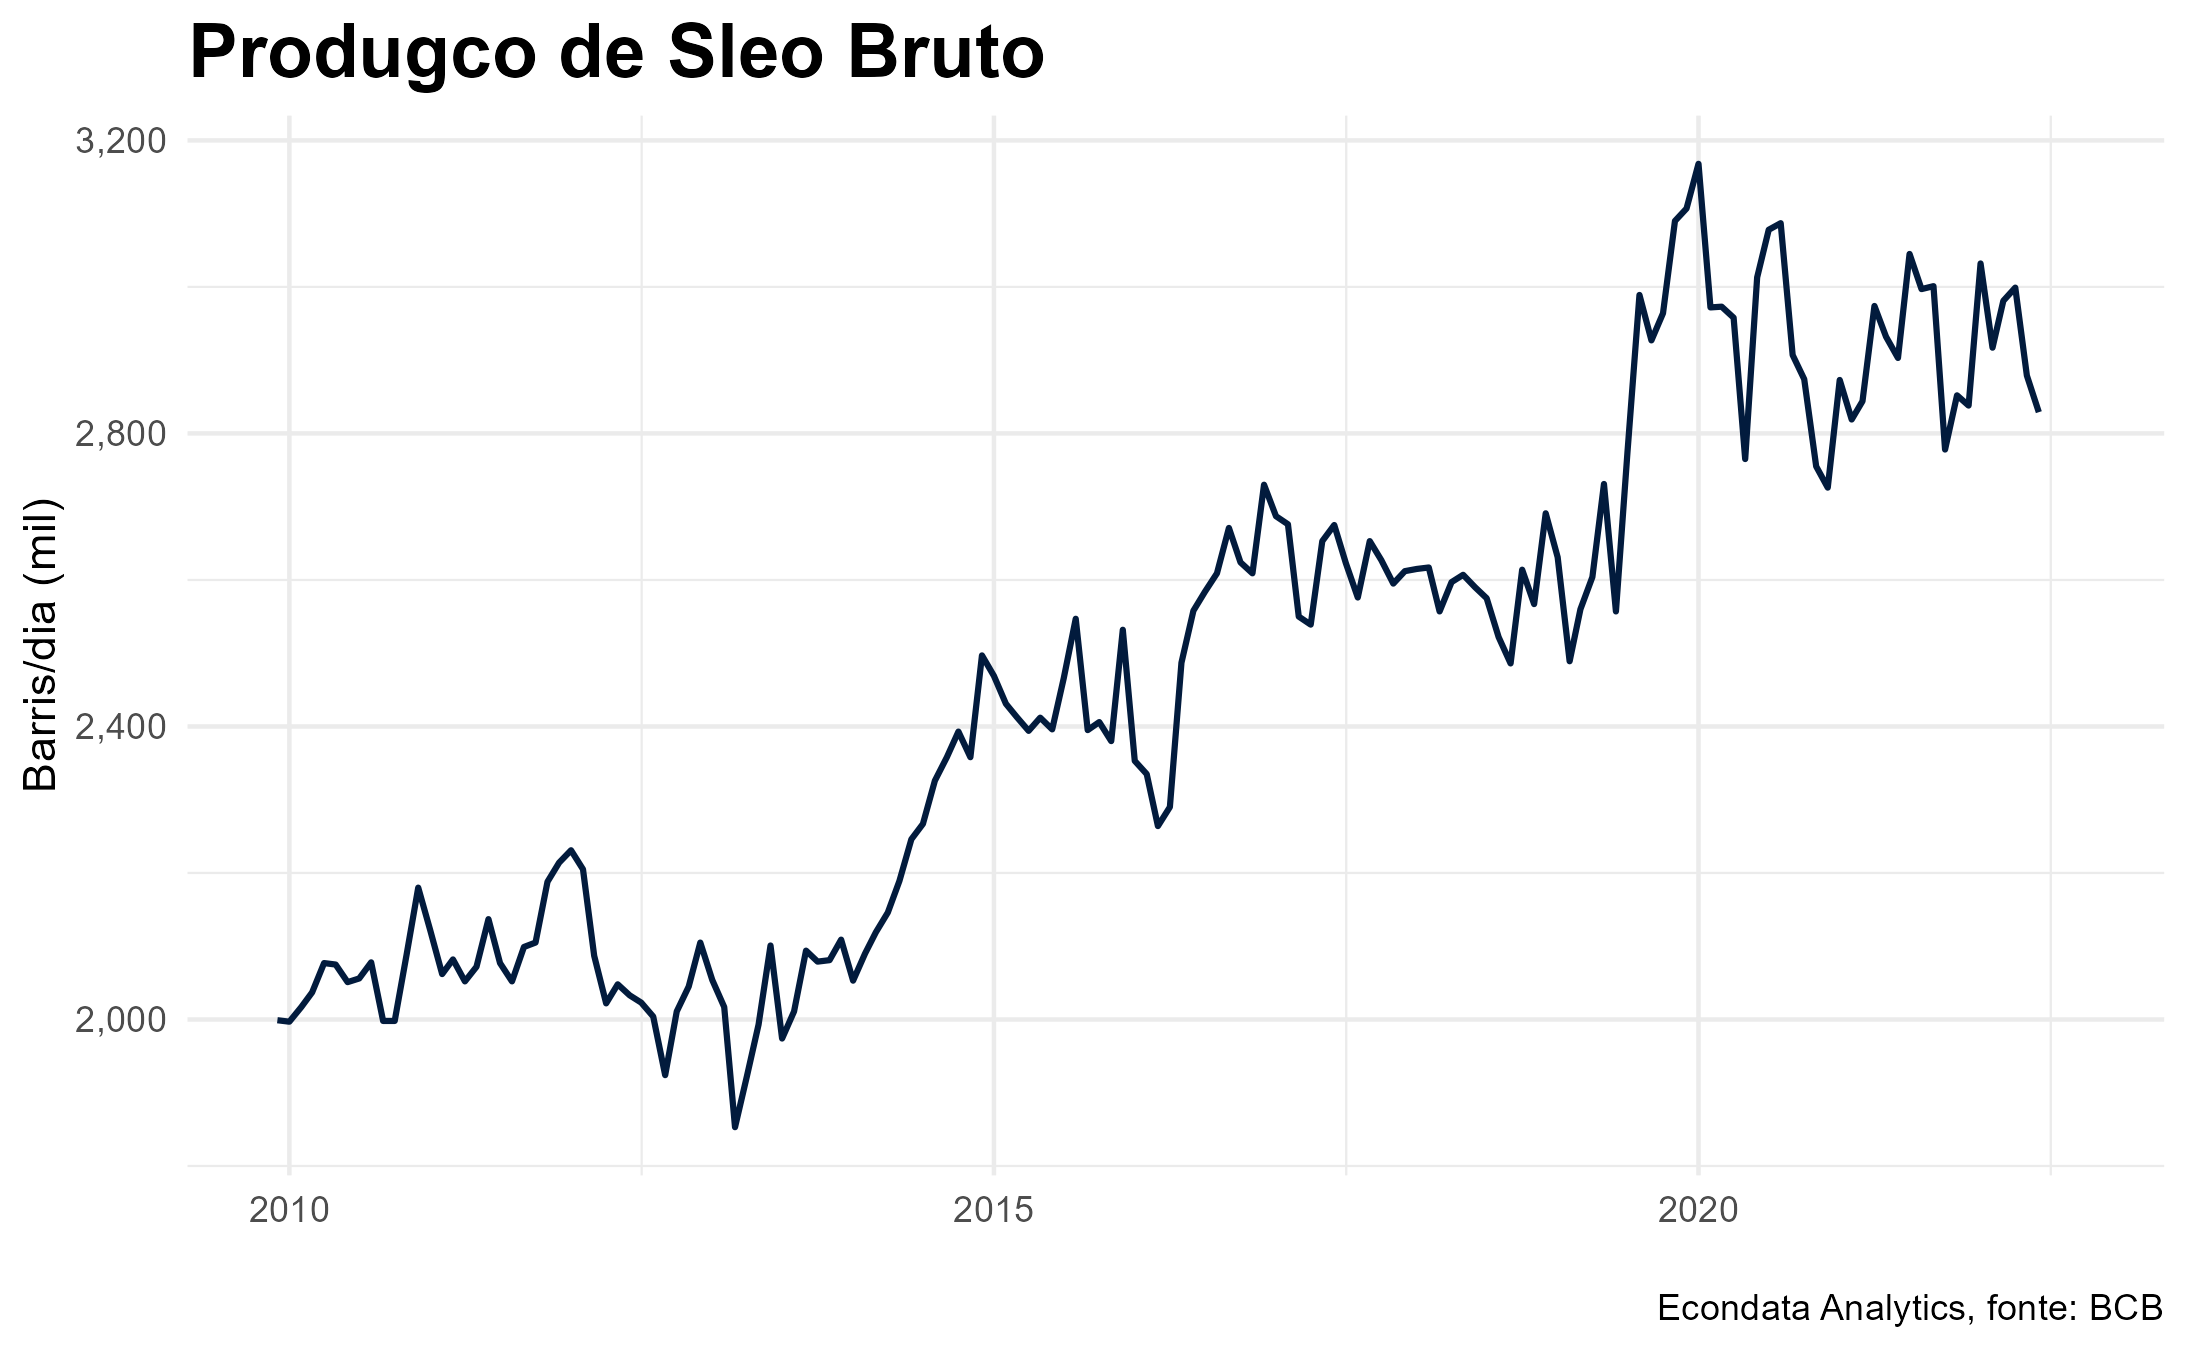 Produgco de Sleo Bruto
Barris/dia (mil)
3,200
2,800
2,400
2,000
2010
2015
2020
Econdata Analytics, fonte: BCB